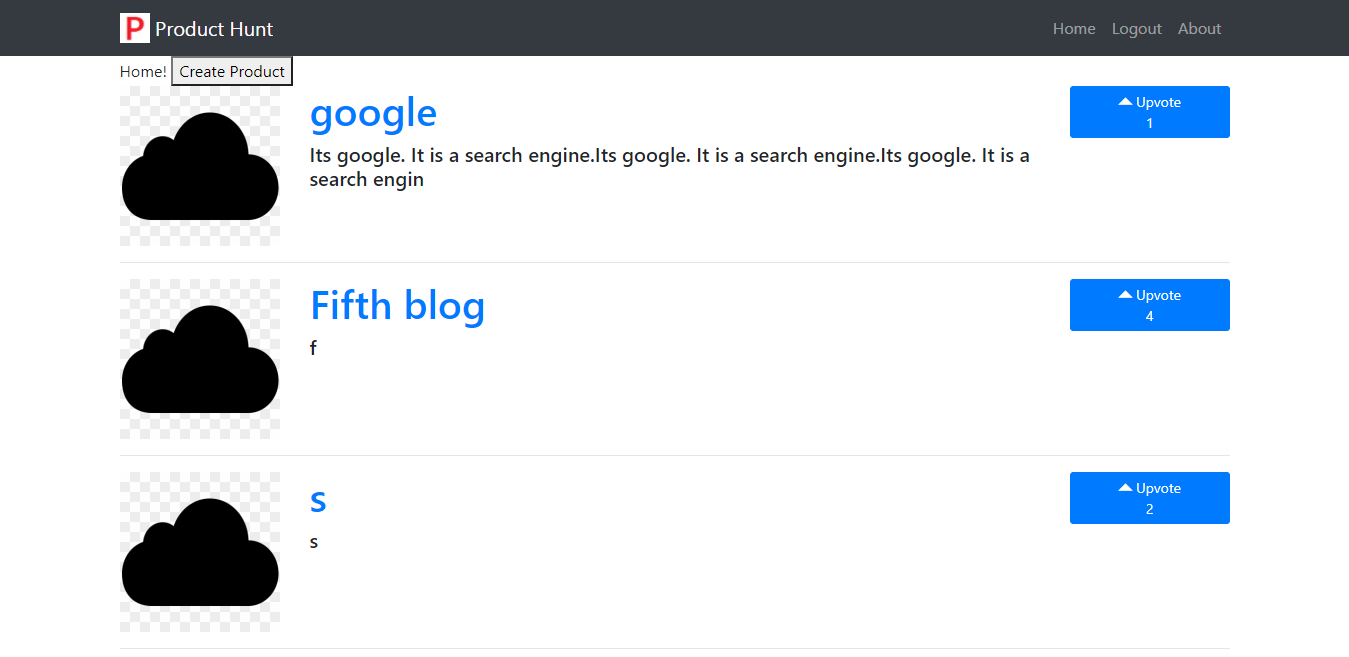 P Product Hunt
Home Logout About
Home! Create Product
google
Its google. It is a search engine.Its google. It is a search engine.Its google. It is a
search engin
Upvote
1
Fifth blog
f
Upvote
4
s
s
Upvote
2